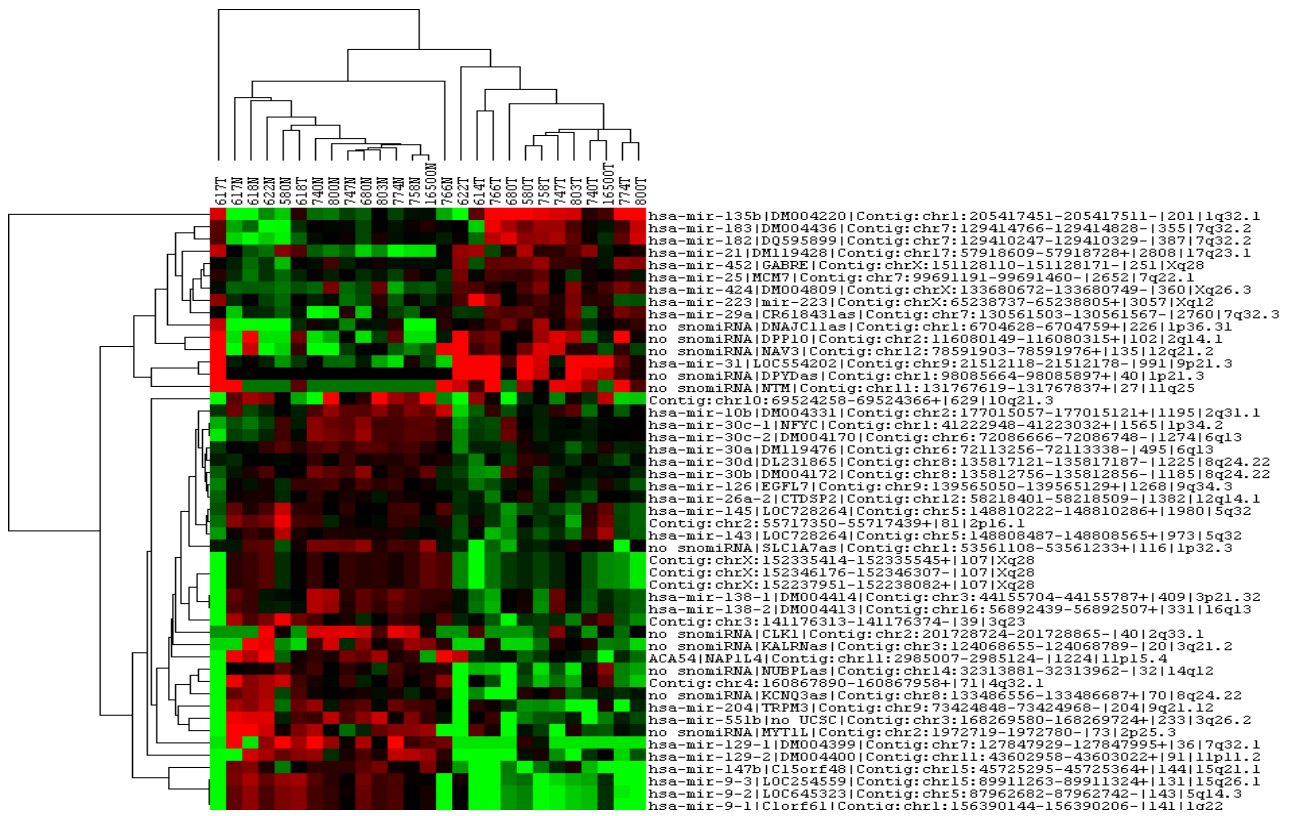 617T
617N
618N
622N
580N
618T
740N
800N
747N
680N
803N
774N
758N
16500N
766N
622T
614T
766T
680T
580T
758T
747T
803T
740T
16500T
774T
800T
hsa-mir-135b|DM004220|Contig:chr1:205417451-205417511-|201|1q32.1
hsa-mir-183|DM004436|Contig:chr7:129414766-129414828-|355|7q32.2
hsa-mir-182|DQ595899|Contig:chr7:129410247-129410329-|387|7q32.2
hsa-mir-21|DM119428|Contig:chr17:57918609-57918728+|2808|17q23.1
hsa-mir-452|GABRE|Contig:chrX:151128110-151128171-|251|Xq28
hsa-mir-25|MCM7|Contig:chr7:99691191-99691460-|2652|7q22.1
hsa-mir-424|DM004809|Contig:chrX:133680672-133680749-|360|Xq26.3
hsa-mir-223|mir-223|Contig:chrX:65238737-65238805+|3057|Xq12
hsa-mir-29a|CR618431as|Contig:chr7:130561503-130561567-|2760|7q32.3
no snomiRNA|DNAJC11as|Contig:chr1:6704628-6704759+|226|1p36.31
no snomiRNA|DPP10|Contig:chr2:116080149-116080315+|102|2q14.1
no snomiRNA|NAV3|Contig:chr12:78591903-78591976+|135|12q21.2
hsa-mir-31|LOC554202|Contig:chr9:21512118-21512178-|991|9p21.3
no snomiRNA|DPYDas|Contig:chr1:98085664-98085897+|40|1p21.3
no snomiRNA|NTM|Contig:chr11:131767619-131767837+|27|11q25
Contig:chr10:69524258-69524366+|629|10q21.3
hsa-mir-10b|DM004331|Contig:chr2:177015057-177015121+|1195|2q31.1
hsa-mir-30c-1|NFYC|Contig:chr1:41222948-41223032+|1565|1p34.2
hsa-mir-30c-2|DM004170|Contig:chr6:72086666-72086748-|1274|6q13
hsa-mir-30a|DM119476|Contig:chr6:72113256-72113338-|495|6q13
hsa-mir-30d|DL231865|Contig:chr8:135817121-135817187-|1225|8q24.22
hsa-mir-30b|DM004172|Contig:chr8:135812756-135812856-|1185|8q24.22
hsa-mir-126|EGFL7|Contig:chr9:139565050-139565129+|1268|9q34.3
hsa-mir-26a-2|CTDSP2|Contig:chr12:58218401-58218509-|1382|12q14.1
hsa-mir-145|LOC728264|Contig:chr5:148810222-148810286+|1980|5q32
Contig:chr2:55717350-55717439+|81|2p16.1
hsa-mir-143|LOC728264|Contig:chr5:148808487-148808565+|973|5q32
no snomiRNA|SLC1A7as|Contig:chr1:53561108-53561233+|116|1p32.3
Contig:chrX:152335414-152335545+|107|Xq28
Contig:chrX:152346176-152346307-|107|Xq28
Contig:chrX:152237951-152238082+|107|Xq28
hsa-mir-138-1|DM004414|Contig:chr3:44155704-44155787+|409|3p21.32
hsa-mir-138-2|DM004413|Contig:chr16:56892439-56892507+|331|16q13
Contig:chr3:141176313-141176374-|39|3q23
no snomiRNA|CLK1|Contig:chr2:201728724-201728865-|40|2q33.1
no snomiRNA|KALRNas|Contig:chr3:124068655-124068789-|20|3q21.2
ACA54|NAP1L4|Contig:chr11:2985007-2985124-|1224|11p15.4
no snomiRNA|NUBPLas|Contig:chr14:32313881-32313962-|32|14q12
Contig:chr4:160867890-160867958+|71|4q32.1
no snomiRNA|KCNQ3as|Contig:chr8:133486556-133486687+|70|8q24.22
hsa-mir-204|TRPM3|Contig:chr9:73424848-73424968-|204|9q21.12
hsa-mir-551b|no UCSC|Contig:chr3:168269580-168269724+|233|3q26.2
no snomiRNA|MYT1L|Contig:chr2:1972719-1972780-|73|2p25.3
hsa-mir-129-1|DM004399|Contig:chr7:127847929-127847995+|36|7q32.1
hsa-mir-129-2|DM004400|Contig:chr11:43602958-43603022+|91|11p11.2
hsa-mir-147b|C15orf48|Contig:chr15:45725295-45725364+|144|15q21.1
hsa-mir-9-3|LOC254559|Contig:chr15:89911263-89911324+|131|15q26.1
hsa-mir-9-2|LOC645323|Contig:chr5:87962682-87962742-|143|5q14.3
hsa-mir-9-1|C1orf61|Contig:chr1:156390144-156390206-|141|1q22